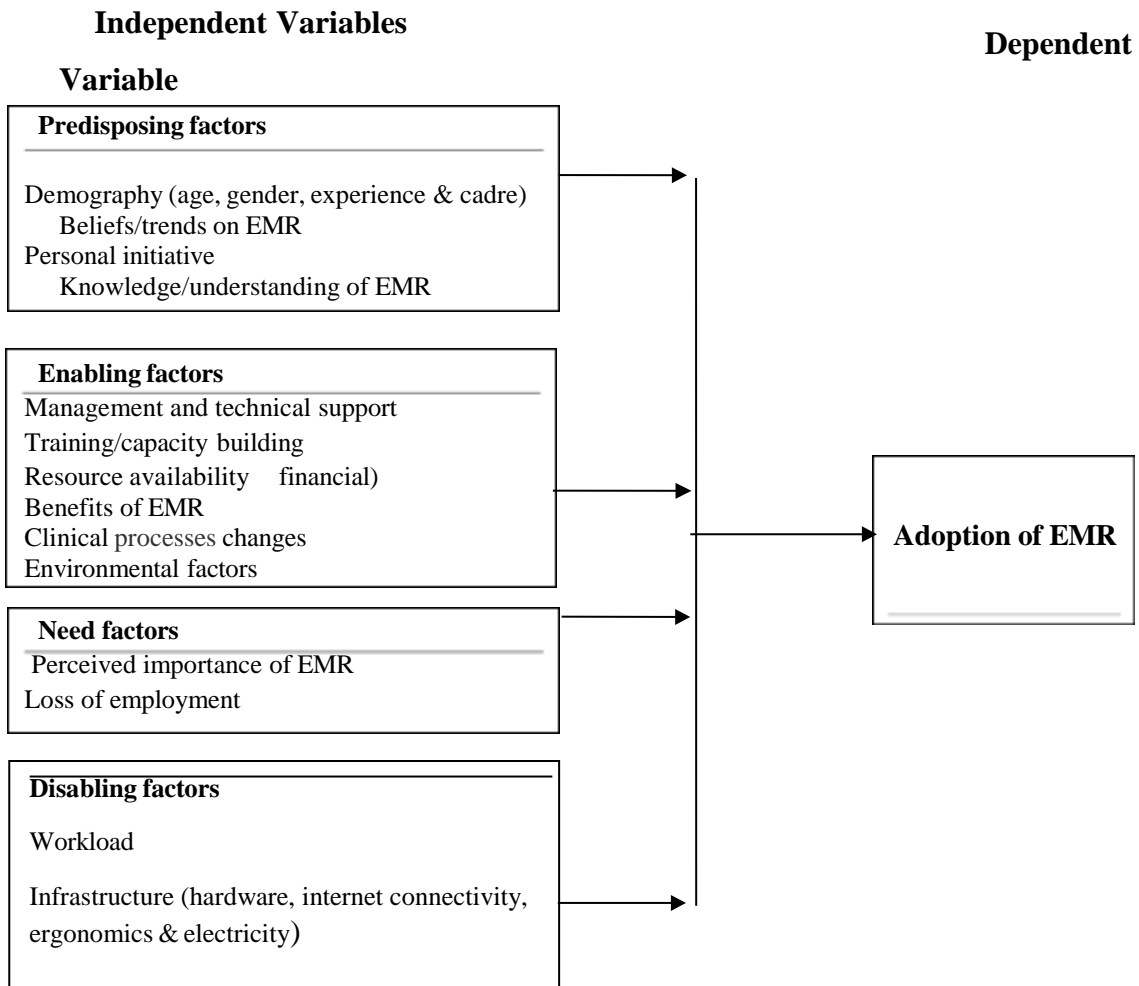 Independent Variables
Dependent
Variable
Predisposing factors
Demography (age, gender, experience & cadre)
Beliefs/trends on EMR
Personal initiative
Knowledge/understanding of EMR
Enabling factors
Management and technical support
Training/capacity building
Resource availability financial)
Benefits of EMR
Clinical processes changes
Environmental factors
Need factors
Perceived importance of EMR
Loss of employment
Disabling factors
Workload
Infrastructure (hardware, internet connectivity,
ergonomics & electricity)
Adoption of EMR